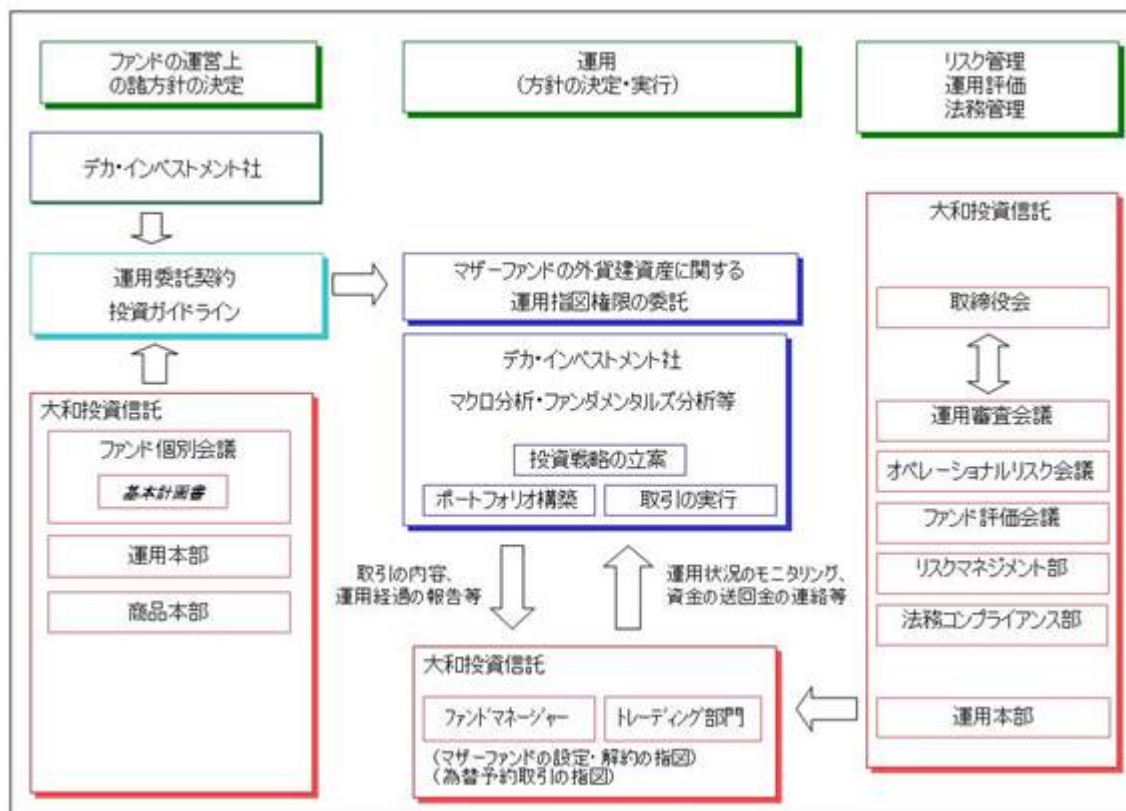 ファンドの運営上
の諸方針の決定
運用
(方針の決定・実行)
リスク管理
運用評価
法務管理
デカ・インベストメント社
運用委託契約
投資ガイドライン
マザーファンドの外貨建資産に関する
運用指図権限の委託
デカ・インベストメント社
マクロ分析・ファンダメンタルズ分析等
投資戦略の立案
ポートフォリオ構築
取引の実行
大和投資信託
ファンド個別会議
基本計画書
運用本部
商品本部
取引の内容、
運用経過の報告等
運用状況のモニタリング、
資金の送回金の連絡等
大和投資信託
ファンドマネージャー
トレーディング部門
(マザーファンドの設定・解約の指図)
(為替予約取引の指図)
大和投資信託
取締役会
運用審査会議
オペレーショナルリスク会議
ファンド評価会議
リスクマネジメント部
法務コンプライアンス部
運用本部